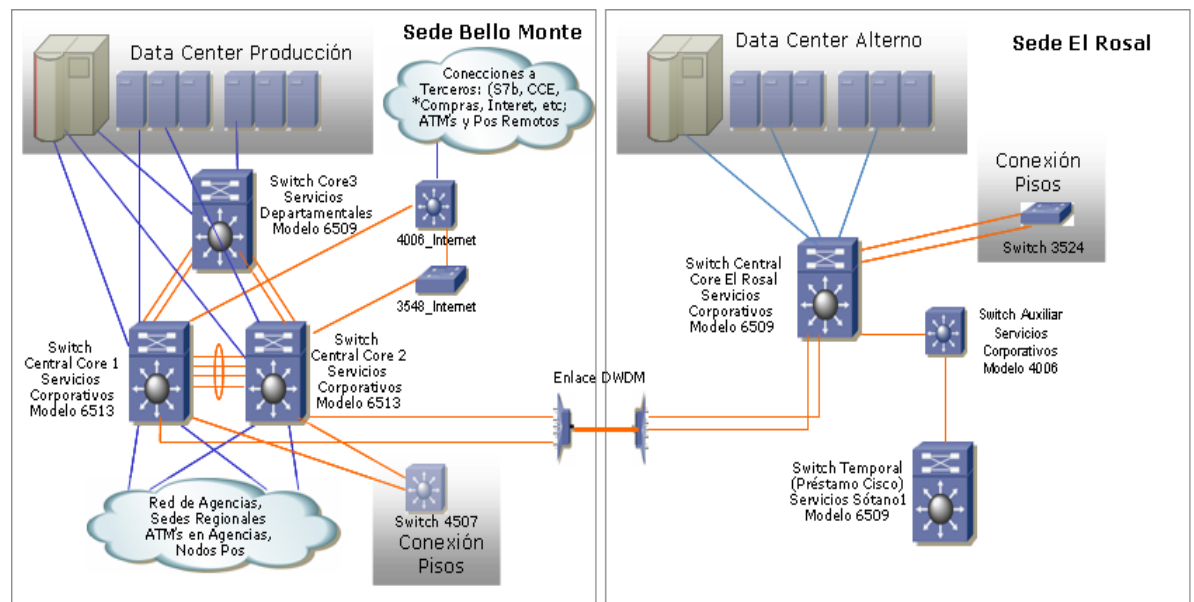 Sede Bello Monte
Data Center Producción
Conecciones a
Terceros: (S7b, CCE,
*Compras, Interet, etc;
ATM's y Pos Remotos
Switch Core3
Servicios
Departamentales
Modelo 6509
4006_Internet
3548_Internet
Switch
Central Core 1
Servicios
Corporativos
Modelo 6513
Switch
Central Core 2
Servicios
Corporativos
Modelo 6513
Red de Agencias,
Sedes Regionales
ATM's en Agencias,
Nodos Pos
Switch 4507
Conexión
Pisos
Enlace DWDM
Data Center Alterno
Sede El Rosal
Conexión
Pisos
Switch 3524
Switch Central
Core El Rosal
Servicios
Corporativos
Modelo 6509
Switch Auxiliar
Servicios
Corporativos
Modelo 4006
Switch Temporal
(Préstamo Cisco)
Servicios Sótano1
Modelo 6509